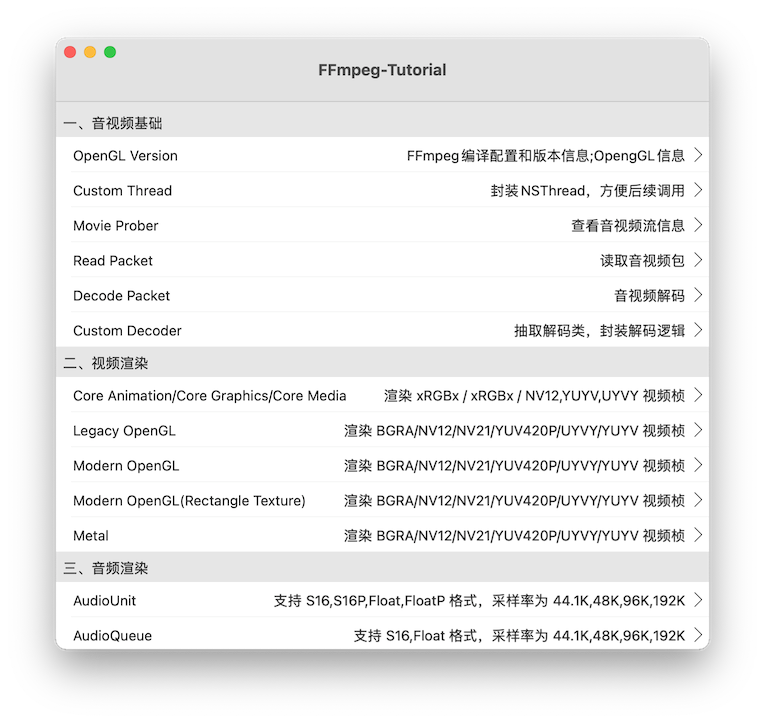 FFmpeg-Tutorial
一、音视频基础
OpenGL Version FFmpeg编译配置和版本信息;OpengGL信息
Custom Thread 封装NSThread，方便后续调用
Movie Prober 查看音视频流信息
Read Packet 读取音视频包
Decode Packet 音视频解码
Custom Decoder 抽取解码类，封装解码逻辑
二、视频渲染
Core Animation/Core Graphics/Core Media 渲染 xRGBx / xRGBx / NV12,YUYV,UYVY 视频桢
Legacy OpenGL 渲染 BGRA/NV12/NV21/YUV420P/UYVY/YUYV 视频桢
Modern OpenGL 渲染 BGRA/NV12/NV21/YUV420P/UYVY/YUYV 视频桢
Modern OpenGL(Rectangle Texture) 渲染 BGRA/NV12/NV21/YUV420P/UYVY/YUYV 视频桢
Metal 渲染 BGRA/NV12/NV21/YUV420P/UYVY/YUYV 视频桢
三、音频渲染
AudioUnit 支持 S16,S16P,Float,FloatP 格式，采样率为 44.1K,48K,96K,192K
AudioQueue 支持 S16,Float 格式，采样率为 44.1K,48K,96K,192K